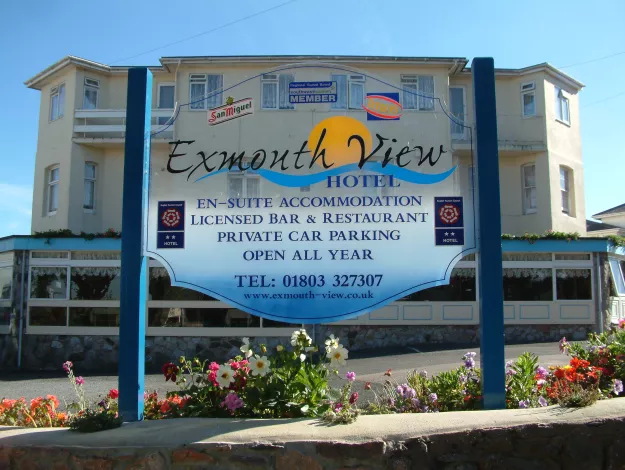 San Miguel
MEMBER
EXMOUTH VIEW
HOTEL
EN-SUITE ACCOMMODATION
LICENSED BAR & RESTAURANT
PRIVATE CAR PARKING
OPEN ALL YEAR
TEL: 01803 327307
www.exmouth-view.co.uk
HOTEL
HOTEL